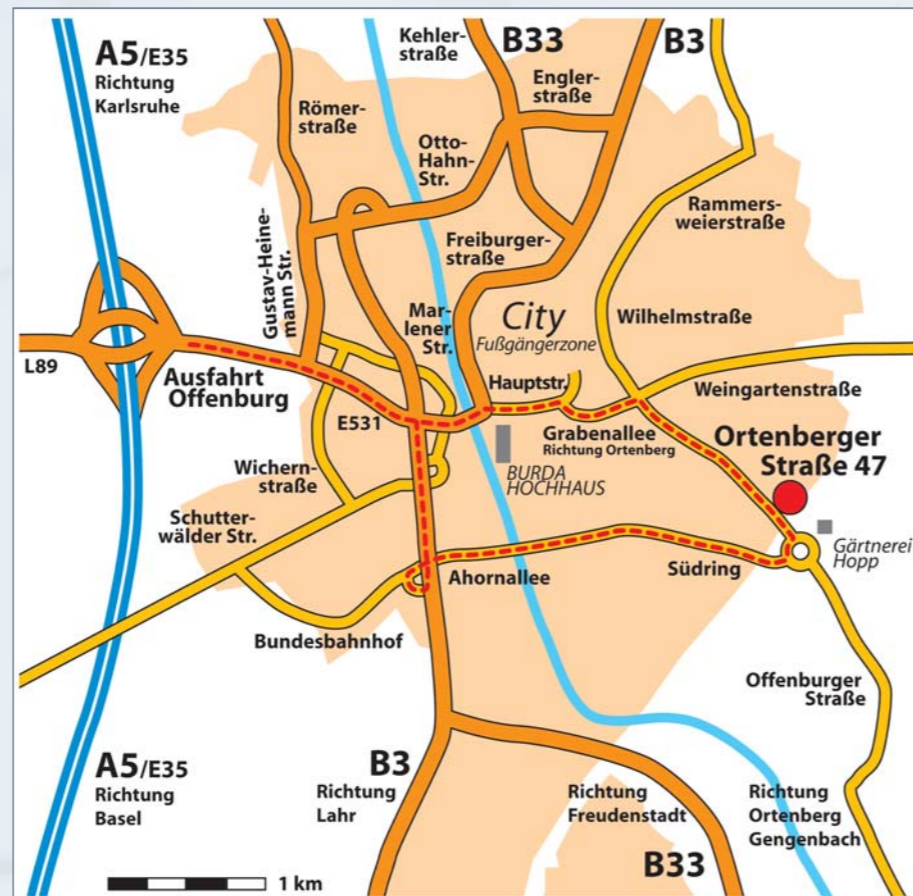 A5/E35
Richtung
Karlsruhe
Kehler-
straße
B33
B3
Engler-
straße
Römer-
straße
Otto-
Hahn-
Str.
Rammers-
weierstraße
Gustav-Heine-
mann Str.
Freiburger-
straße
Mar-
lener
Str.
City
Fußgängerzone
Wilhelmstraße
L89
Ausfahrt
Offenburg
Hauptstr.
Weingartenstraße
E531
Grabenallee
Richtung Ortenberg
Ortenberger
Straße 47
Wichern-
straße
BURDA
HOCHHAUS
Schutter-
wälder Str.
Gärtnerei
Hopp
Ahornallee
Südring
Bundesbahnhof
Offenburger
Straße
A5/E35
Richtung
Basel
B3
Richtung
Lahr
Richtung
Freudenstadt
B33
Richtung
Ortenberg
Gengenbach
1 km